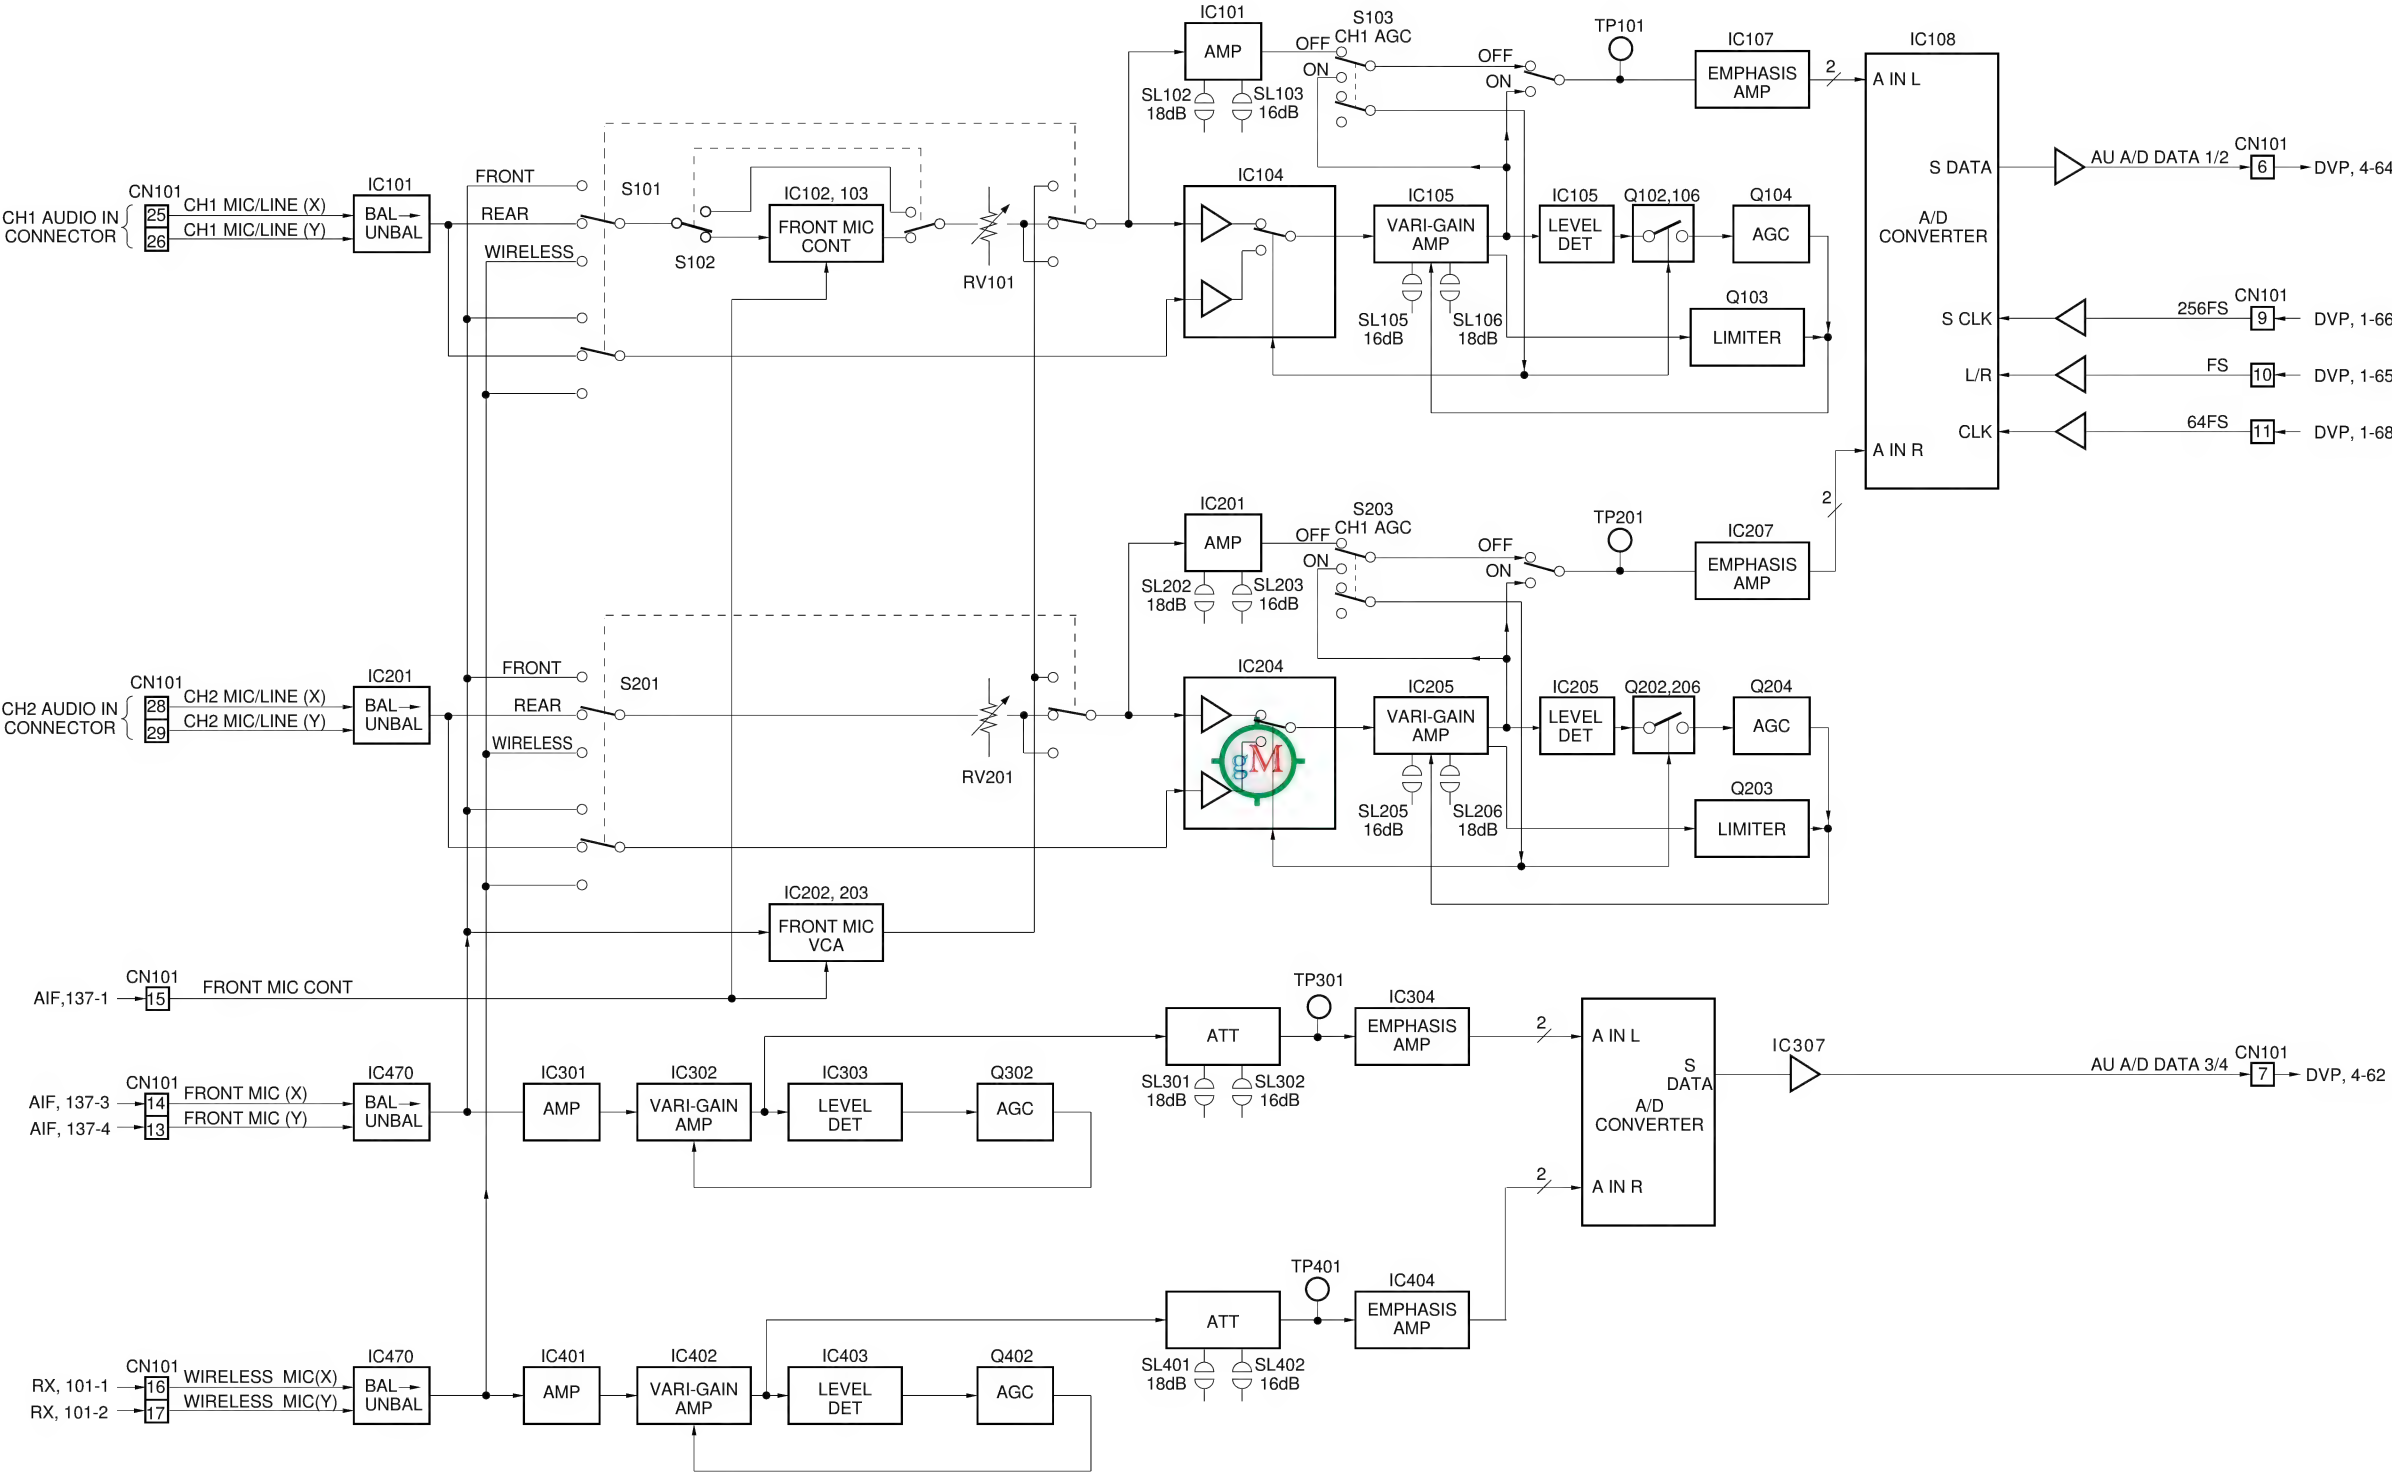 IC101
AMP
SL102
18dB
SL103
16dB
S103
CH1 AGC
OFF
ON
OFF
ON
TP101
IC107
EMPHASIS
AMP
2
IC108
A IN L
S DATA
A/D
CONVERTER
S CLK
L/R
CLK
A IN R
AU A/D DATA 1/2
CN101
6
DVP, 4-64
256FS
CN101
9
DVP, 1-66
FS
10
DVP, 1-65
64FS
11
DVP, 1-68
CH1 AUDIO IN
CONNECTOR
CN101
25
26
CH1 MIC/LINE (X)
CH1 MIC/LINE (Y)
IC101
BAL
UNBAL
FRONT
REAR
WIRELESS
S101
S102
IC102, 103
FRONT MIC
CONT
RV101
IC104
IC105
VARI-GAIN
AMP
SL105
16dB
SL106
18dB
IC105
LEVEL
DET
Q102,106
Q104
AGC
Q103
LIMITER
IC201
AMP
SL202
18dB
SL203
16dB
S203
CH1 AGC
OFF
ON
OFF
ON
TP201
IC207
EMPHASIS
AMP
2
CH2 AUDIO IN
CONNECTOR
CN101
28
29
CH2 MIC/LINE (X)
CH2 MIC/LINE (Y)
IC201
BAL
UNBAL
FRONT
REAR
WIRELESS
S201
RV201
IC204
gM
IC205
VARI-GAIN
AMP
SL205
16dB
SL206
18dB
IC205
LEVEL
DET
Q202,206
Q204
AGC
Q203
LIMITER
IC202, 203
FRONT MIC
VCA
AIF,137-1
CN101
15
FRONT MIC CONT
AIF, 137-3
AIF, 137-4
CN101
14
13
FRONT MIC (X)
FRONT MIC (Y)
IC470
BAL
UNBAL
IC301
AMP
IC302
VARI-GAIN
AMP
IC303
LEVEL
DET
Q302
AGC
ATT
SL301
18dB
SL302
16dB
TP301
IC304
EMPHASIS
AMP
2
A IN L
S
DATA
A/D
CONVERTER
A IN R
2
IC307
AU A/D DATA 3/4
CN101
7
DVP, 4-62
RX, 101-1
RX, 101-2
CN101
16
17
WIRELESS MIC(X)
WIRELESS MIC(Y)
IC470
BAL
UNBAL
IC401
AMP
IC402
VARI-GAIN
AMP
IC403
LEVEL
DET
Q402
AGC
ATT
SL401
18dB
SL402
16dB
TP401
IC404
EMPHASIS
AMP